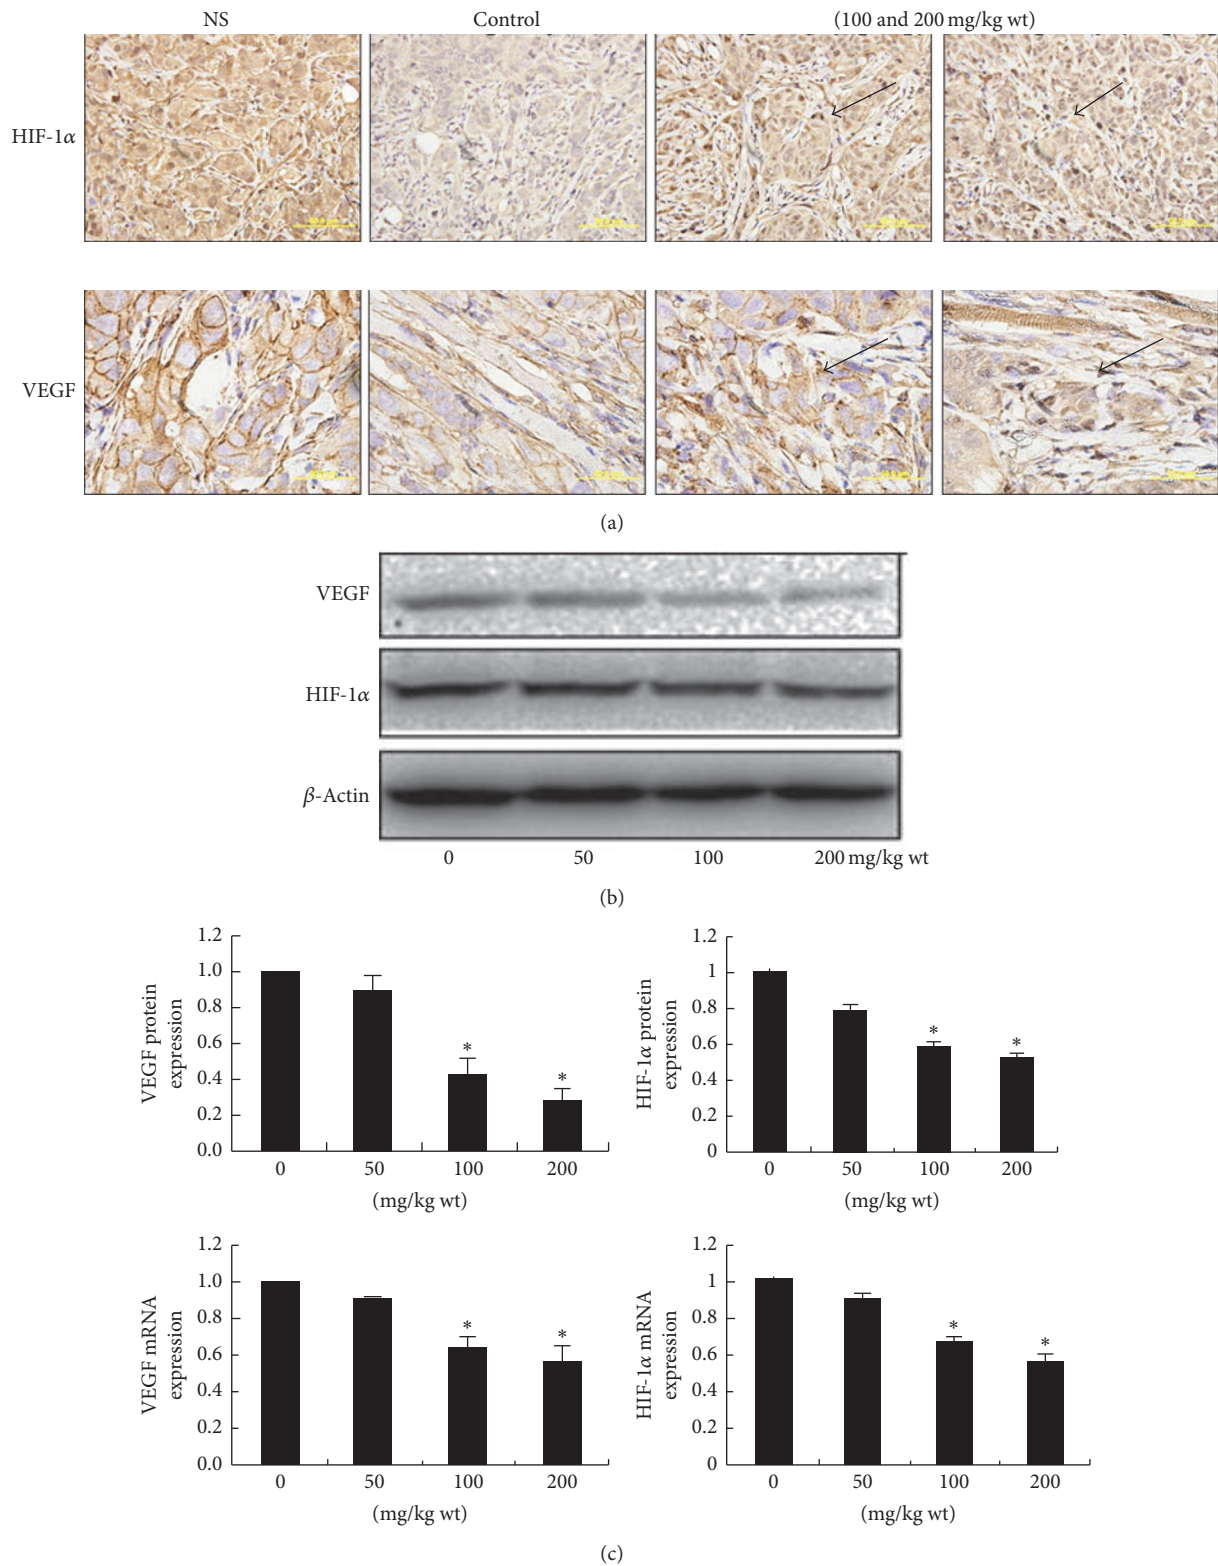 NS Control (100 and 200 mg/kg wt)
HIF-1α
VEGF
(a)
VEGF
HIF-1α
β-Actin
0 50 100 200 mg/kg wt
(b)
VEGF protein expression
1.2
1.0
0.8
0.6
0.4
0.2
0.0
* *
0 50 100 200
(mg/kg wt)
HIF-1α protein expression
1.2
1
0.8
0.6
0.4
0.2
0
* *
0 50 100 200
(mg/kg wt)
VEGF mRNA expression
1.2
1.0
0.8
0.6
0.4
0.2
0.0
* *
0 50 100 200
(mg/kg wt)
HIF-1α mRNA expression
1.2
1
0.8
0.6
0.4
0.2
0
* *
0 50 100 200
(mg/kg wt)
(c)